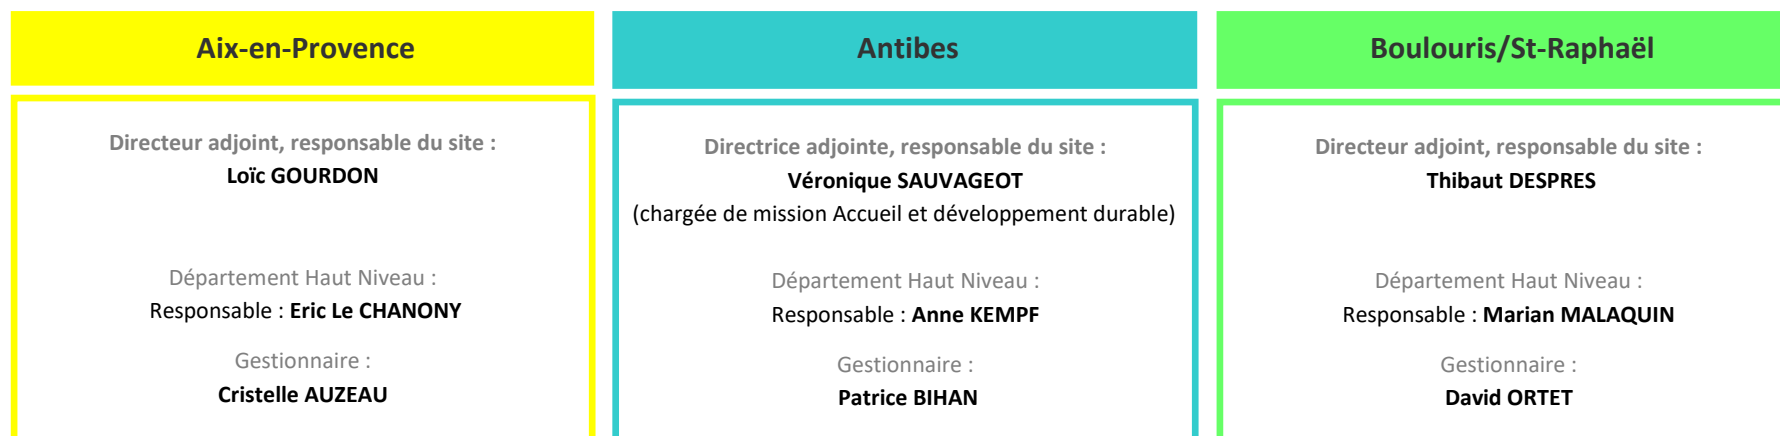 Aix-en-Provence
Directeur adjoint, responsable du site :
Loïc GOURDON
Département Haut Niveau :
Responsable : Eric Le CHANONY
Gestionnaire :
Cristelle AUZEAU
Antibes
Directrice adjointe, responsable du site :
Véronique SAUVAGEOT
(chargée de mission Accueil et développement durable)
Département Haut Niveau :
Responsable : Anne KEMPF
Gestionnaire :
Patrice BIHAN
Boulouris/St-Raphaël
Directeur adjoint, responsable du site :
Thibaut DESPRES
Département Haut Niveau :
Responsable : Marian MALAQUIN
Gestionnaire :
David ORTET